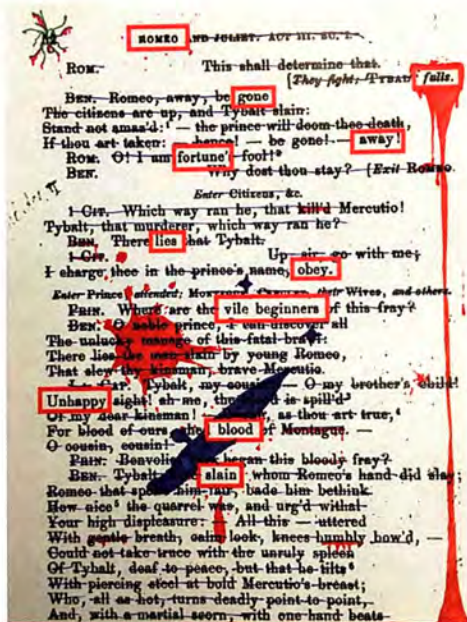 ROMEO AND JULIET. ACT III. SC. I.
ROM. This shall determine that.
[They fight; TYBALT falls.
BEN. Romeo, away, be gone
The citizens are up, and Tybalt slain:
Stand not amaz'd:¹ — the prince will doom thee death,
If thou art taken: — hence! — be gone! — away!
ROM. O! I am fortune's fool!²
BEN. Why dost thou stay? [Exit ROMEO.
Enter Citizens, &c.
1 CIT. Which way ran he, that kill'd Mercutio!
Tybalt, that murderer, which way ran he?
BEN. There lies that Tybalt.
1 CIT. Up, sir, go with me;
I charge thee in the prince's name, obey.
Enter Prince attended; MONTAGUE, CAPULET, their Wives, and others.
PRIN. Where are the vile beginners of this fray?
BEN. O noble prince, I can discover all
The unlucky manage of this fatal brawl:
There lies the man slain by young Romeo,
That slew thy kinsman, brave Mercutio.
CAP. Tybalt, my cousin — O my brother's child!
Unhappy sight! ah me, the blood is spill'd³
Of my dear kinsman! — as thou art true,⁴
For blood of ours, shed blood of Montague. —
O cousin, cousin!
PRIN. Benvolio, who began this bloody fray?
BEN. Tybalt, slain, whom Romeo's hand did slay;
Romeo that spoke him fair, bade him bethink
How nice⁵ the quarrel was, and urg'd withal
Your high displeasure: — All this — uttered
With gentle breath, calm look, knees humbly bow'd, —
Could not take truce with the unruly spleen
Of Tybalt, deaf to peace, but that he tilts⁶
With piercing steel at bold Mercutio's breast;
Who, all as hot, turns deadly point to point,
And, with a martial scorn, with one hand beats